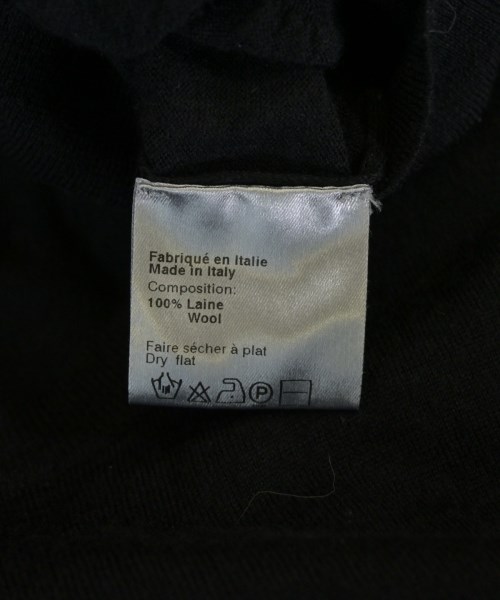 Fabriqué en Italie
Made in Italy
Composition:
100% Laine
Wool
Faire sécher à plat
Dry flat
P